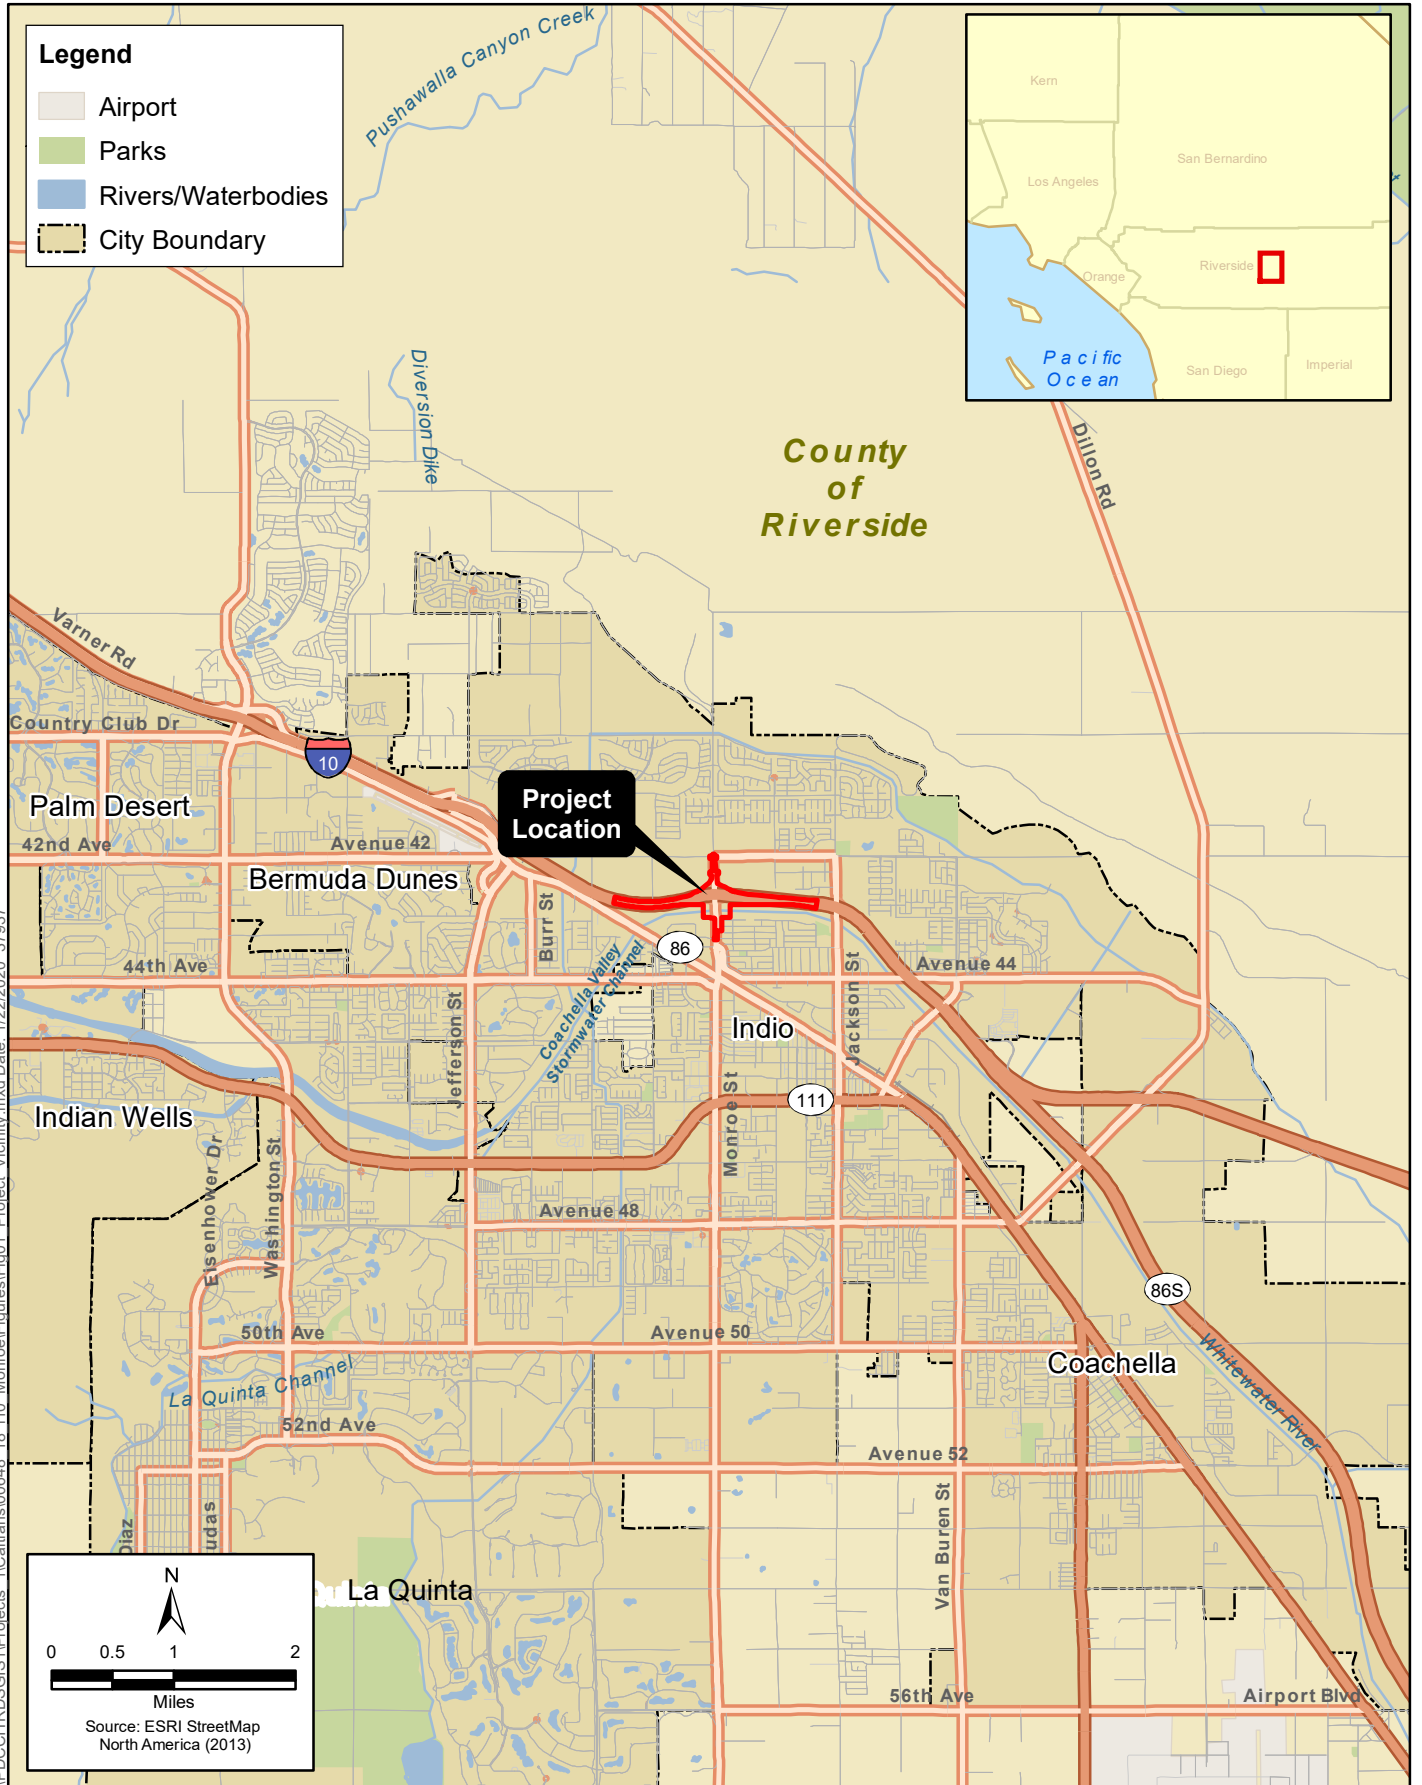 Legend
Airport
Parks
Rivers/Waterbodies
City Boundary
Pushawalla Canyon Creek
Kern
San Bernardino
Los Angeles
Riverside
Orange
San Diego
Imperial
Pacific
Ocean
Diversion Dike
Dillon Rd
County
of
Riverside
Varner Rd
Country Club Dr
10
Palm Desert
42nd Ave
Avenue 42
Project
Location
Bermuda Dunes
Burr St
86
44th Ave
Avenue 44
Coachella Valley
Stormwater Channel
Jefferson St
Jackson St
Indio
Monroe St
111
Indian Wells
Eisenhower Dr
Washington St
Avenue 48
86S
50th Ave
Avenue 50
Coachella
Whitewater River
La Quinta Channel
52nd Ave
Avenue 52
Van Buren St
Diaz
udas
La Quinta
56th Ave
Airport Blvd
N
0 0.5 1 2
Miles
Source: ESRI StreetMap
North America (2013)